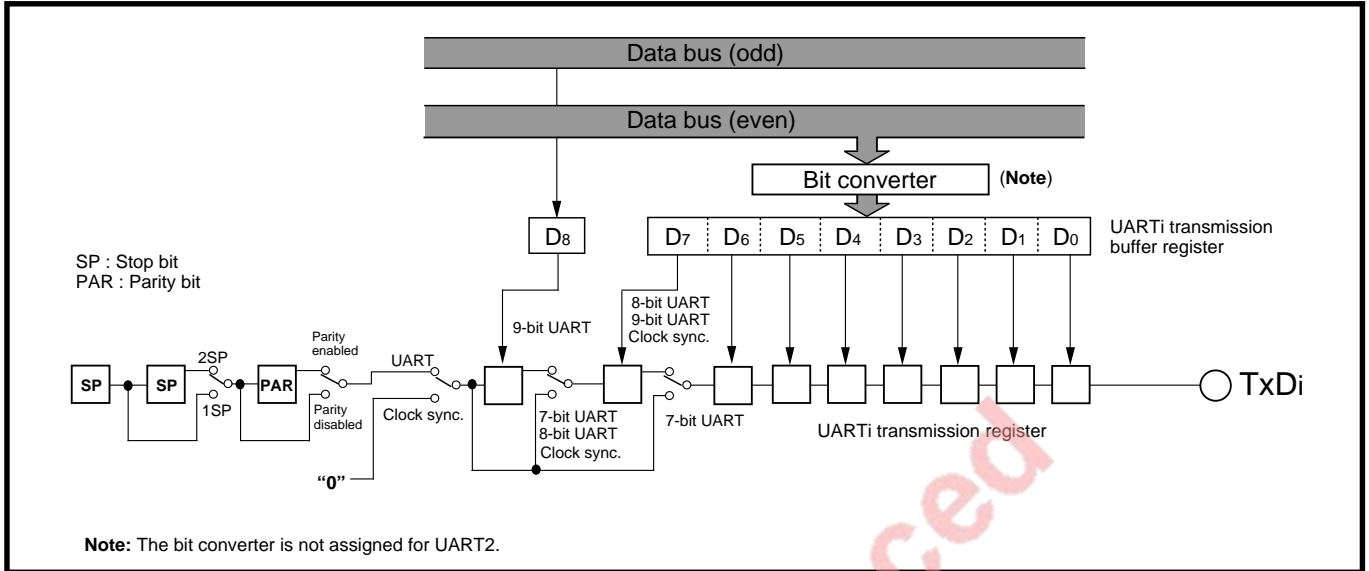 Data bus (odd)
Data bus (even)
Bit converter (Note)
D8
D7 D6 D5 D4 D3 D2 D1 D0
UARTi transmission
buffer register
SP : Stop bit
PAR : Parity bit
9-bit UART
8-bit UART
9-bit UART
Clock sync.
Parity
enabled
2SP
UART
SP
SP
PAR
TxDi
1SP
Parity
disabled
Clock sync.
7-bit UART
8-bit UART
Clock sync.
7-bit UART
UARTi transmission register
“0”
Note: The bit converter is not assigned for UART2.